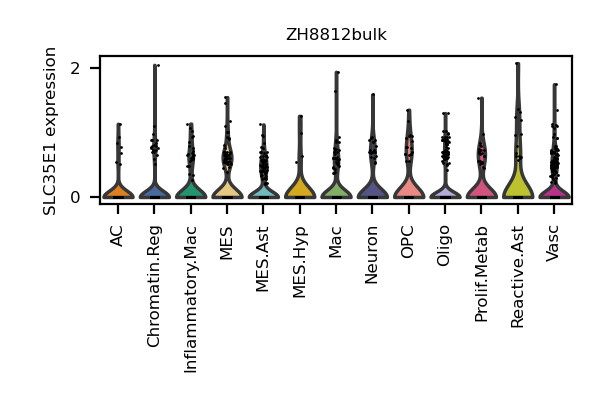 ZH8812bulk
SLC35E1 expression
2
0
AC
Chromatin.Reg
Inflammatory.Mac
MES
MES.Ast
MES.Hyp
Mac
Neuron
OPC
Oligo
Prolif.Metab
Reactive.Ast
Vasc